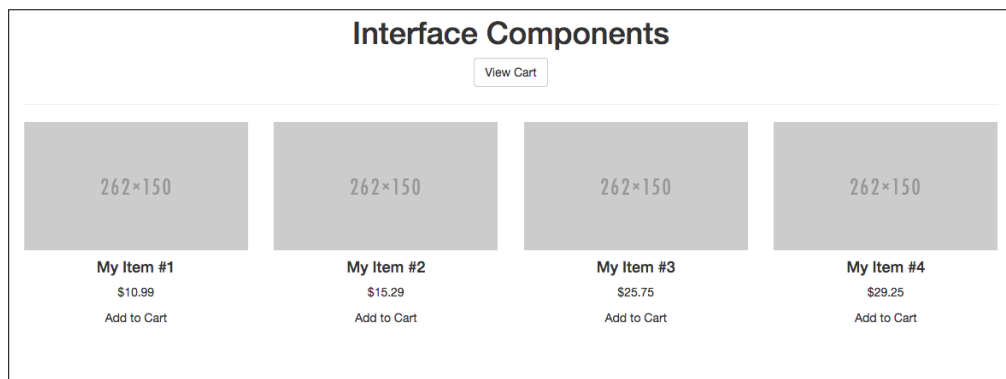 Interface Components
View Cart
262×150 262×150 262×150 262×150
My Item #1 My Item #2 My Item #3 My Item #4
$10.99 $15.29 $25.75 $29.25
Add to Cart Add to Cart Add to Cart Add to Cart